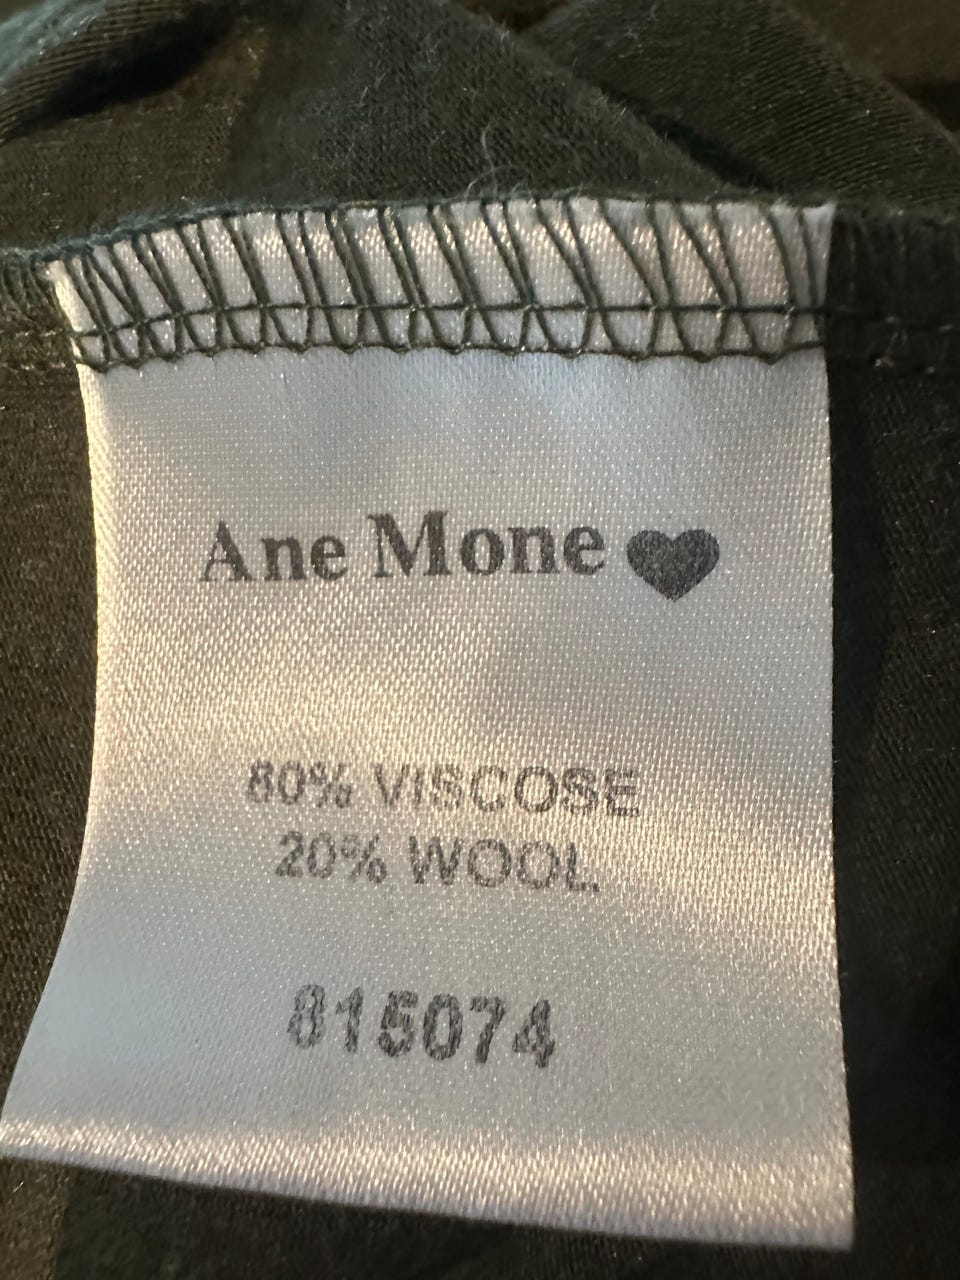 Ane Mone♥
80% VISCOSE
20% WOOL
815074